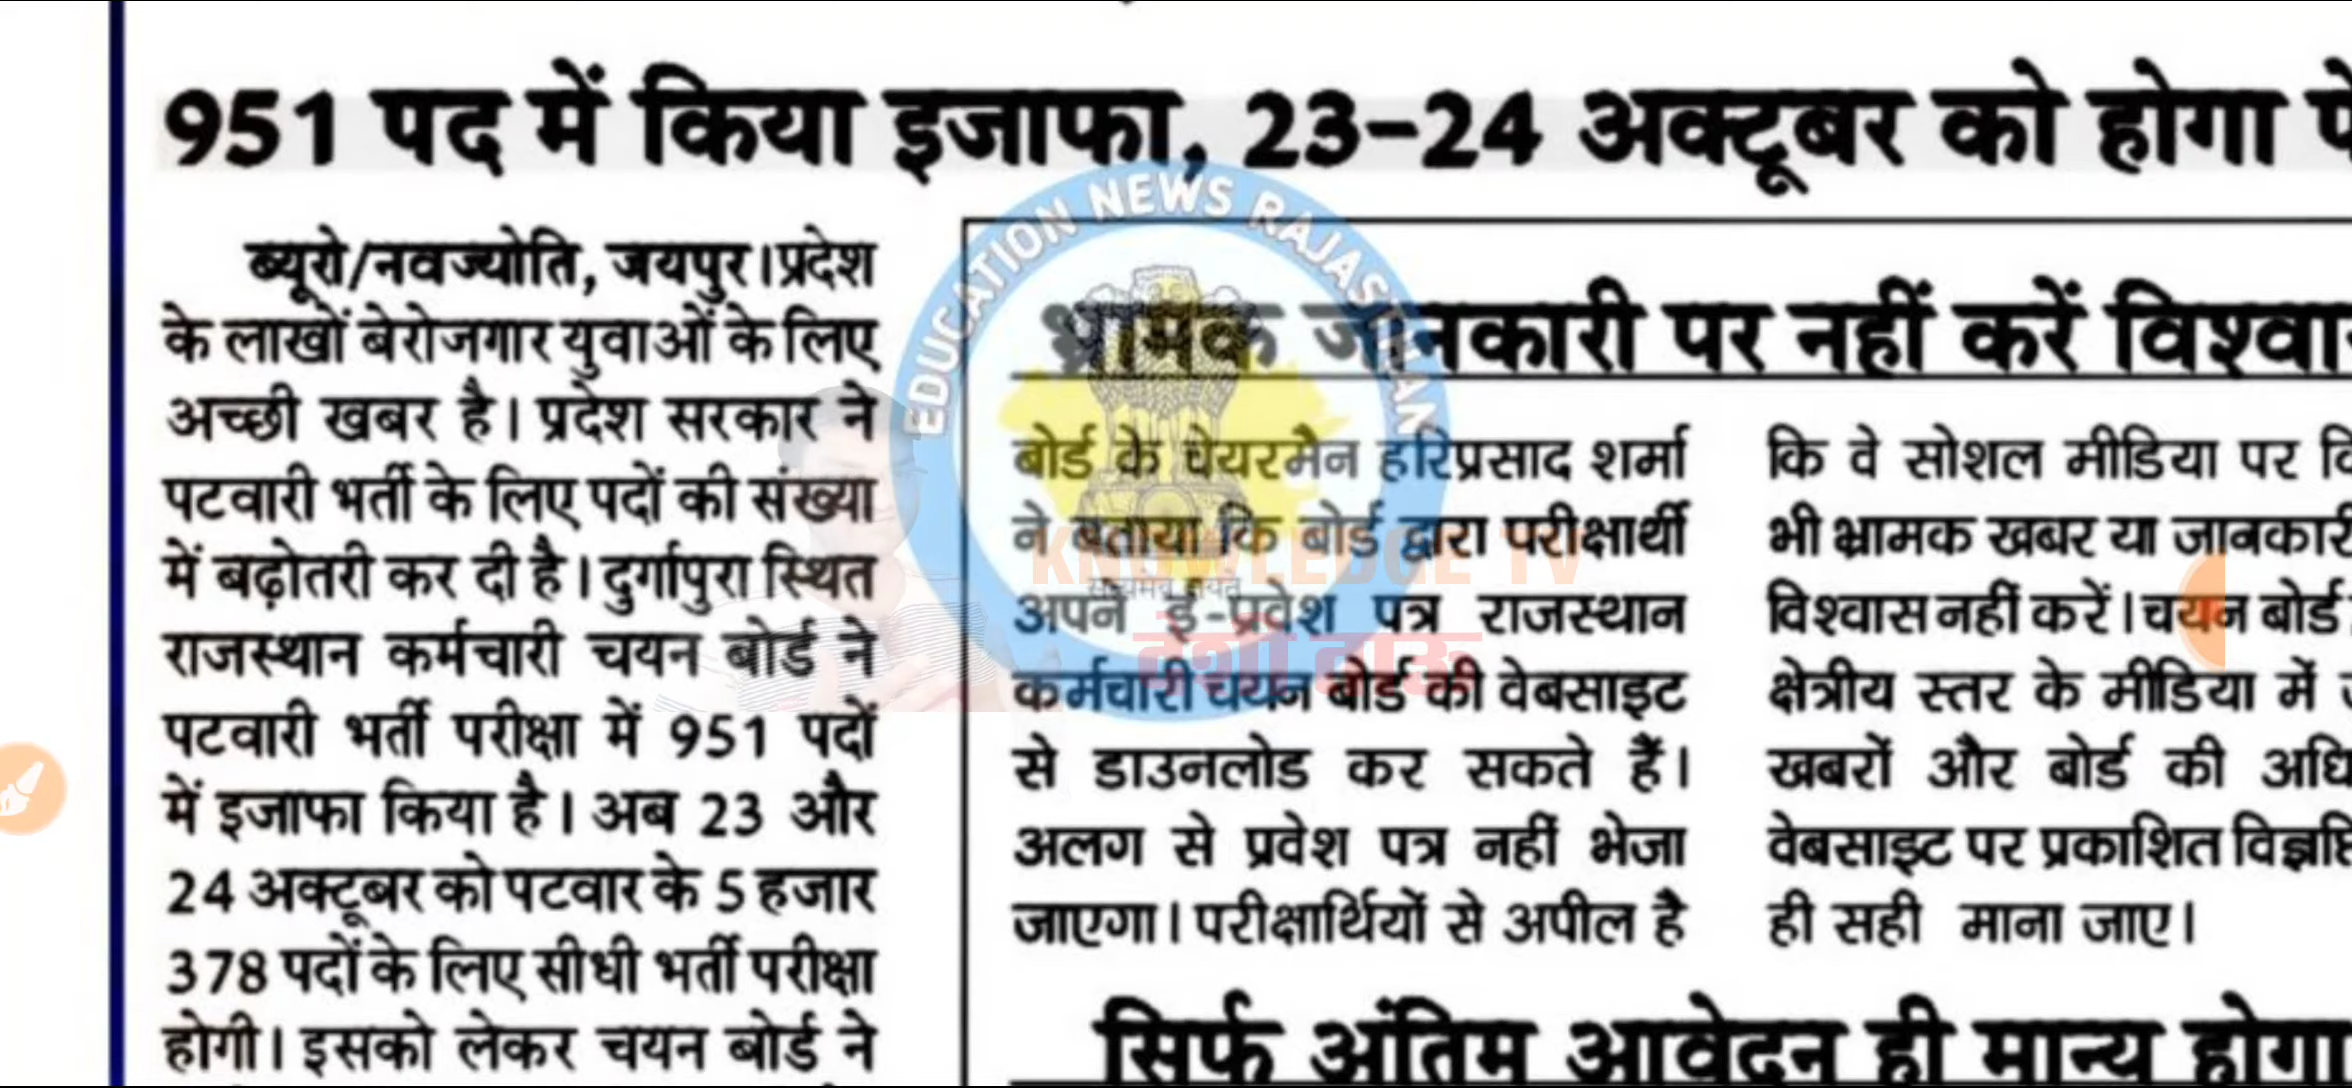 951 पद में किया इजाफा, 23-24 अक्टूबर को होगा
ब्यूरो/नवज्योति, जयपुर।प्रदेश
के लाखों बेरोजगार युवाओं के लिए
अच्छी खबर है। प्रदेश सरकार ने
पटवारी भर्ती के लिए पदों की संख्या
में बढ़ोतरी कर दी है। दुर्गापुरा स्थित
राजस्थान कर्मचारी चयन बोर्ड ने
पटवारी भर्ती परीक्षा में 951 पदों
में इजाफा किया है। अब 23 और
24 अक्टूबर को पटवार के 5 हजार
378 पदों के लिए सीधी भर्ती परीक्षा
होगी। इसको लेकर चयन बोर्ड ने
भ्रामक जानकारी पर नहीं करें
बोर्ड के चेयरमैन हरिप्रसाद शर्मा
ने बताया कि बोर्ड द्वारा परीक्षार्थी
अपने ई-प्रवेश पत्र राजस्थान
कर्मचारी चयन बोर्ड की वेबसाइट
से डाउनलोड कर सकते हैं।
अलग से प्रवेश पत्र नहीं भेजा
जाएगा। परीक्षार्थियों से अपील है
कि वे सोशल मीडिया पर
भी भ्रामक खबर या
विश्वास नहीं करें। चयन बोर्ड
क्षेत्रीय स्तर के मीडिया में
खबरों और बोर्ड की
वेबसाइट पर प्रकाशित
ही सही माना जाए।
सिर्फ अंतिम आवेदन ही मान्य होगा
EDUCATION NEWS RAJASTHAN
KNOWLEDGE TV